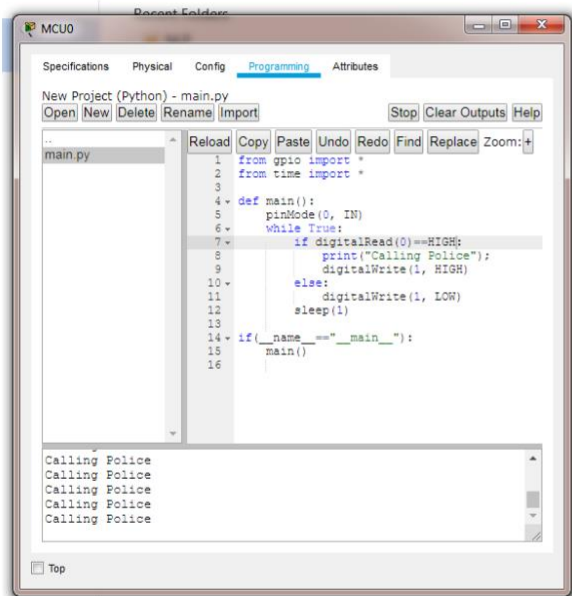 Recent Folders
MCU0
Specifications Physical Config Programming Attributes
New Project (Python) - main.py
Open New Delete Rename Import Stop Clear Outputs Help
..
main.py
Reload Copy Paste Undo Redo Find Replace Zoom: +
1 from gpio import *
2 from time import *
3
4 def main():
5     pinMode(0, IN)
6     while True:
7         if digitalRead(0)==HIGH:
8             print("Calling Police");
9             digitalWrite(1, HIGH)
10         else:
11             digitalWrite(1, LOW)
12         sleep(1)
13
14 if(__name__=="__main__"):
15     main()
16
Calling Police
Calling Police
Calling Police
Calling Police
Calling Police
Top